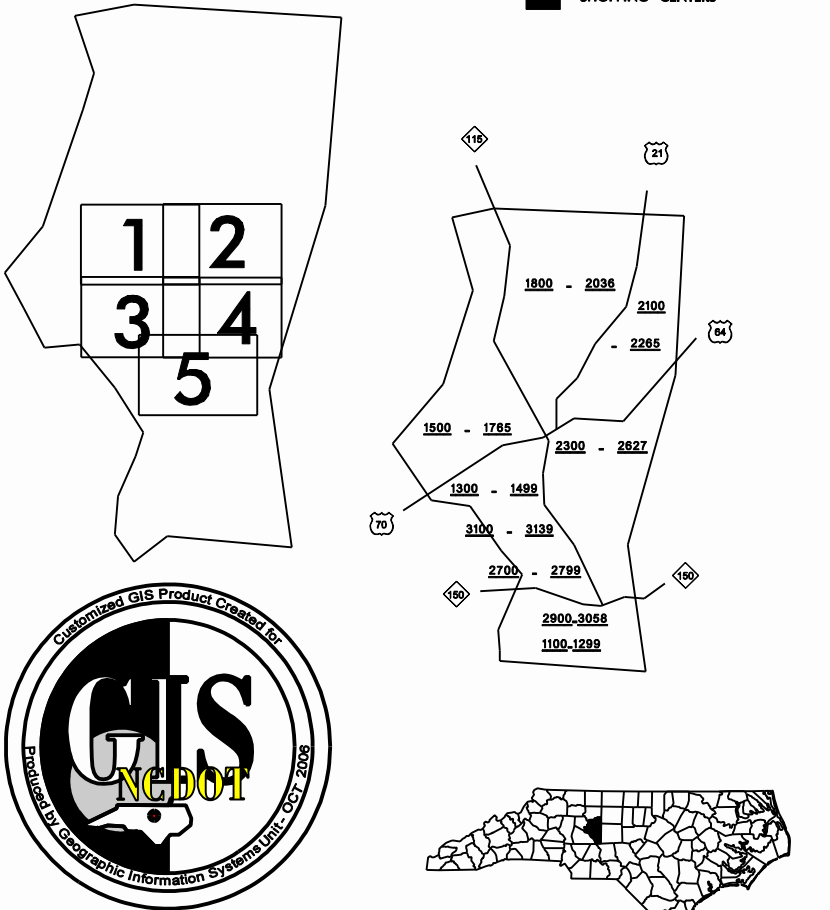 SHOPPING CENTERS
1 2
3 4
5
115
21
1800 - 2036
2100
- 2265
64
1500 - 1765
2300 - 2627
1300 - 1499
70
3100 - 3139
2700 - 2799
150
150
2900-3058
1100-1299
Customized GIS Product Created for
GIS
NCDOT
Produced by Geographic Information Systems Unit - OCT 2006